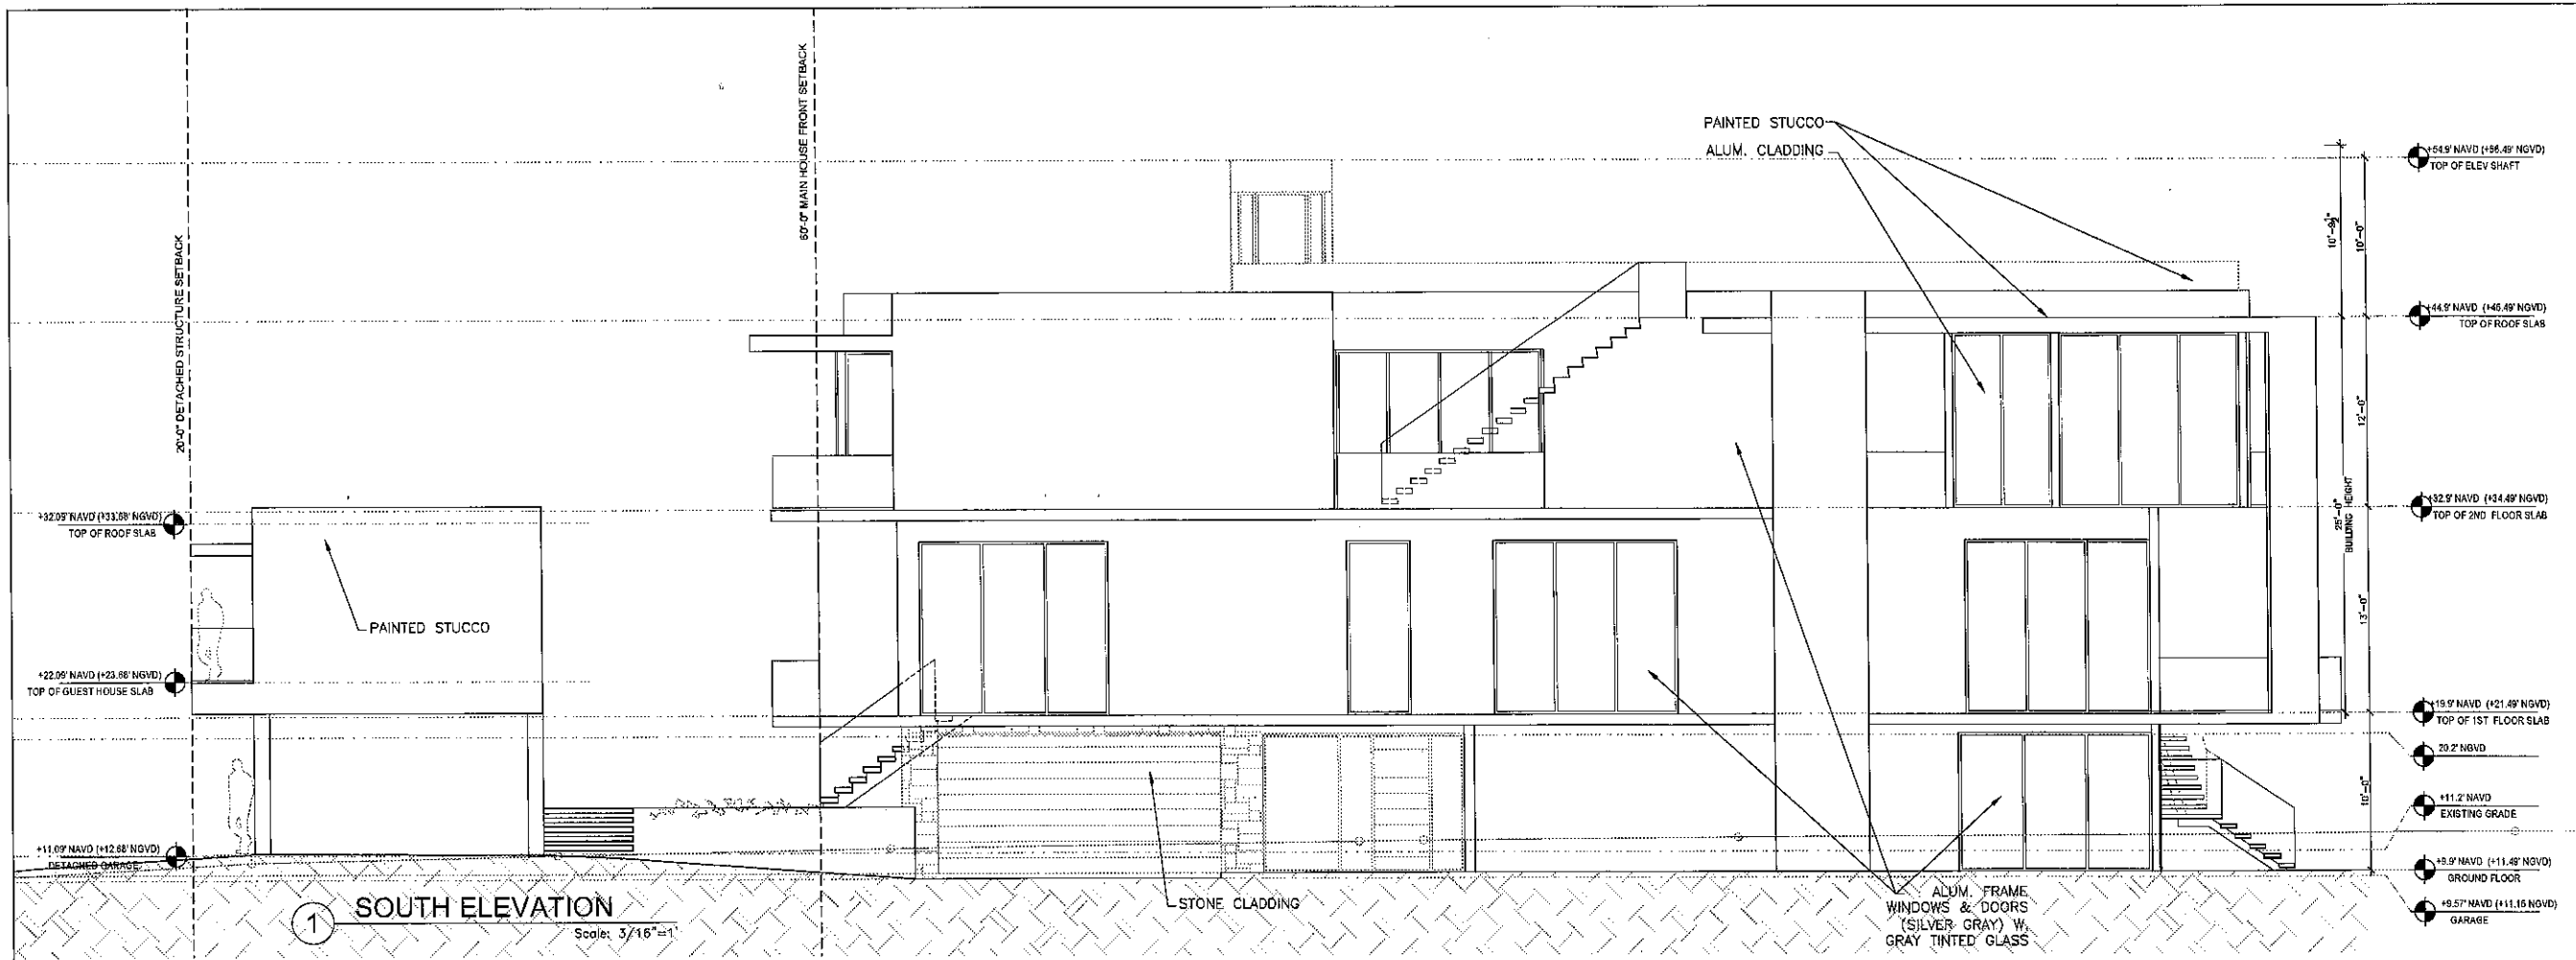 20'-0" DETACHED STRUCTURE SETBACK
60'-0" MAIN HOUSE FRONT SETBACK
PAINTED STUCCO
ALUM. CLADDING
+54.9' NAVD (+56.49' NGVD)
TOP OF ELEV SHAFT
10'-9½"
10'-0"
+44.9' NAVD (+46.49' NGVD)
TOP OF ROOF SLAB
12'-0"
+32.9' NAVD (+34.49' NGVD)
TOP OF 2ND FLOOR SLAB
25'-0"
BUILDING HEIGHT
13'-0"
+32.09' NAVD (+33.68' NGVD)
TOP OF ROOF SLAB
PAINTED STUCCO
+22.09' NAVD (+23.68' NGVD)
TOP OF GUEST HOUSE SLAB
+19.9' NAVD (+21.49' NGVD)
TOP OF 1ST FLOOR SLAB
20.2' NGVD
10'-0"
+11.2' NAVD
EXISTING GRADE
+11.09' NAVD (+12.68' NGVD)
DETACHED GARAGE
+9.9' NAVD (+11.49' NGVD)
GROUND FLOOR
+9.57' NAVD (+11.16 NGVD)
GARAGE
STONE CLADDING
ALUM. FRAME
WINDOWS & DOORS
(SILVER GRAY) W.
GRAY TINTED GLASS
1
SOUTH ELEVATION
Scale: 3/16"=1'